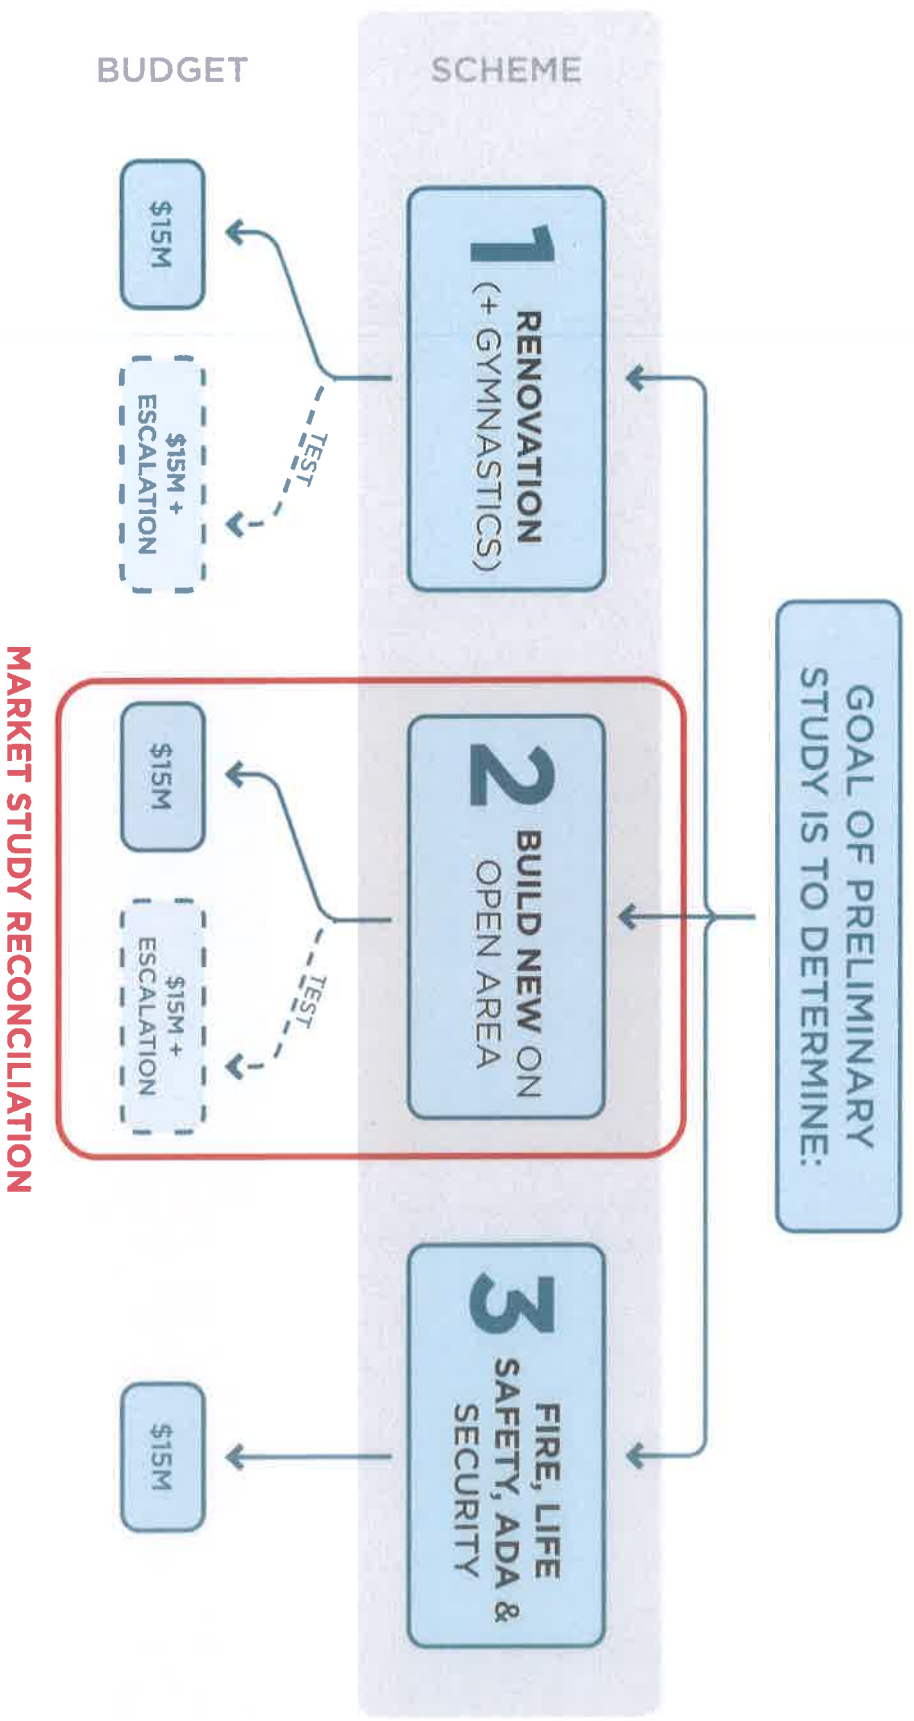 GOAL OF PRELIMINARY
STUDY IS TO DETERMINE:
SCHEME
1
RENOVATION
(+ GYMNASTICS)
2
BUILD NEW ON
OPEN AREA
3
FIRE, LIFE
SAFETY, ADA &
SECURITY
BUDGET
TEST
$15M
$15M +
ESCALATION
TEST
$15M
$15M +
ESCALATION
$15M
MARKET STUDY RECONCILIATION